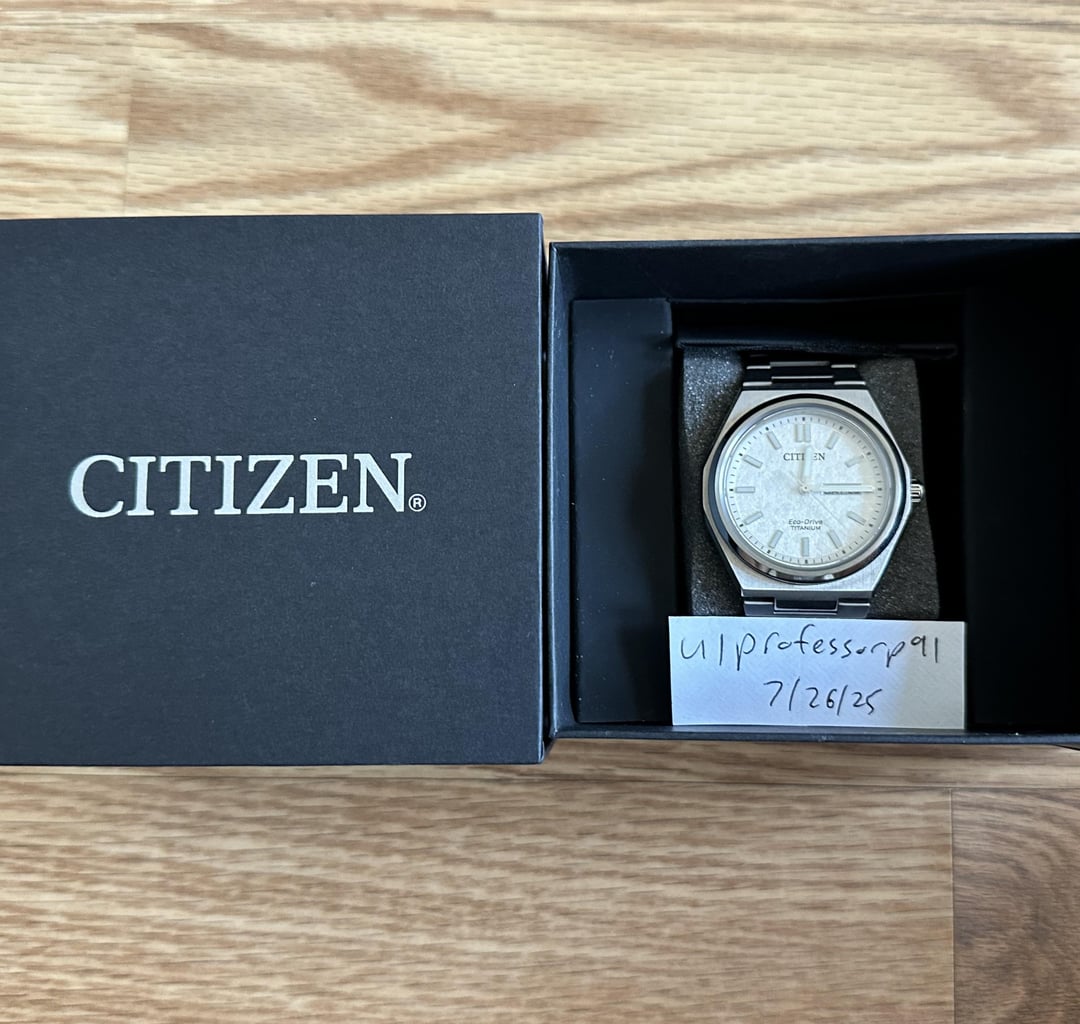 CITIZEN®
CITIZEN
Eco-Drive
TITANIUM
u/professorp91
7/26/25